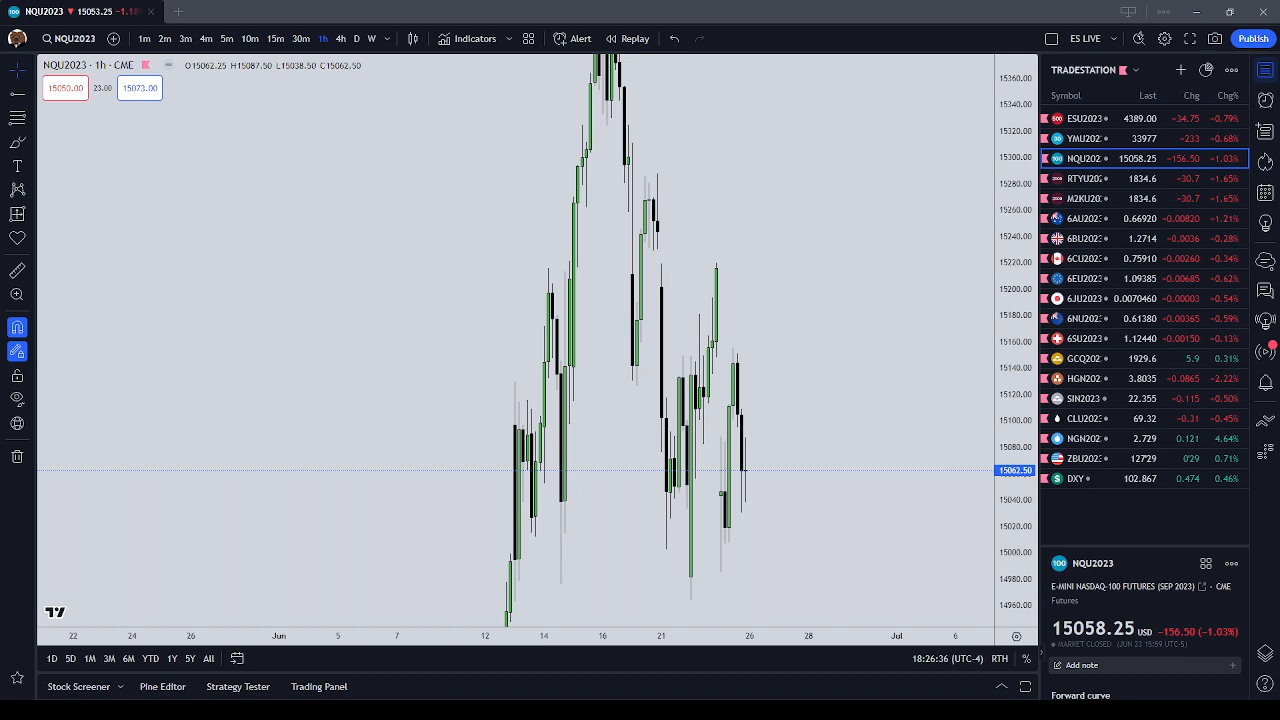 NQU2023 ▼ 15053.25 −1.18%
NQU2023
1m 2m 3m 4m 5m 10m 15m 30m 1h 4h D W
Indicators
Alert
Replay
ES LIVE
Publish
NQU2023 · 1h · CME
O15062.25 H15087.50 L15038.50 C15062.50
15050.00 23.00 15073.00
15360.00
15340.00
15320.00
15300.00
15280.00
15260.00
15240.00
15220.00
15200.00
15180.00
15160.00
15140.00
15120.00
15100.00
15080.00
15062.50
15040.00
15020.00
15000.00
14980.00
14960.00
22 24 26 Jun 5 7 12 14 16 21 26 28 Jul 6
1D 5D 1M 3M 6M YTD 1Y 5Y All
18:26:36 (UTC-4) RTH %
Stock Screener Pine Editor Strategy Tester Trading Panel
TRADESTATION
Symbol Last Chg Chg%
ESU2023 4389.00 −34.75 −0.79%
YMU202 33977 −233 −0.68%
NQU202 15058.25 −156.50 −1.03%
RTYU202 1834.6 −30.7 −1.65%
M2KU20 1834.6 −30.7 −1.65%
6AU202 0.66920 −0.00820 −1.21%
6BU202 1.2714 −0.0036 −0.28%
6CU202 0.75910 −0.00260 −0.34%
6EU202 1.09385 −0.00685 −0.62%
6JU2023 0.0070460 −0.00003 −0.54%
6NU202 0.61380 −0.00365 −0.59%
6SU202 1.12440 −0.00150 −0.13%
GCQ202 1929.6 5.9 0.31%
HGN202 3.8035 −0.0865 −2.22%
SIN2023 22.355 −0.115 −0.50%
CLU202 69.32 −0.31 −0.45%
NGN202 2.729 0.121 4.64%
ZBU202 127'29 0'29 0.71%
DXY 102.867 0.474 0.46%
100 NQU2023
E-MINI NASDAQ-100 FUTURES (SEP 2023) · CME
Futures
15058.25 USD −156.50 (−1.03%)
MARKET CLOSED (JUN 23 15:59 UTC-5)
Add note
Forward curve